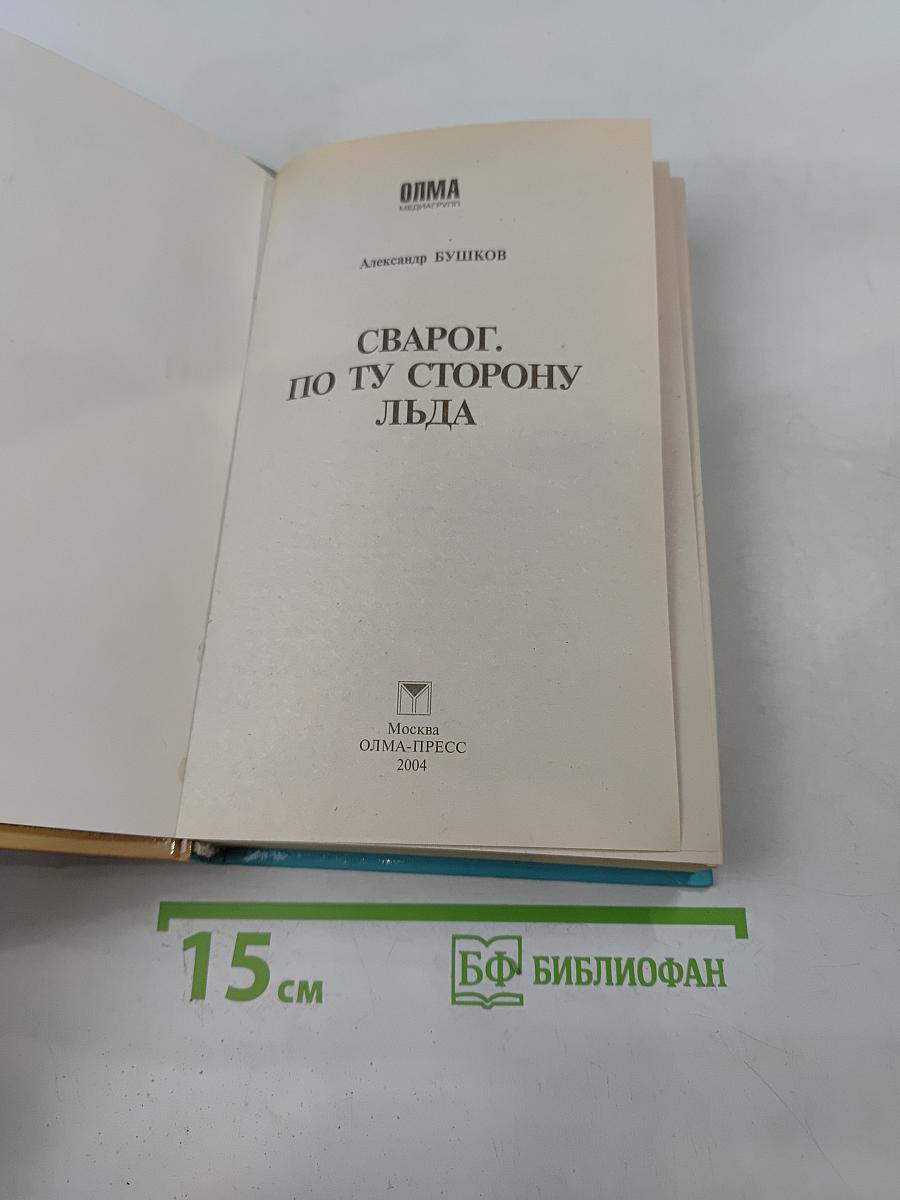 ОЛМА
МЕДИАГРУПП
Александр БУШКОВ
СВАРОГ.
ПО ТУ СТОРОНУ
ЛЬДА
Москва
ОЛМА-ПРЕСС
2004
15 см
БФ БИБЛИОФАН